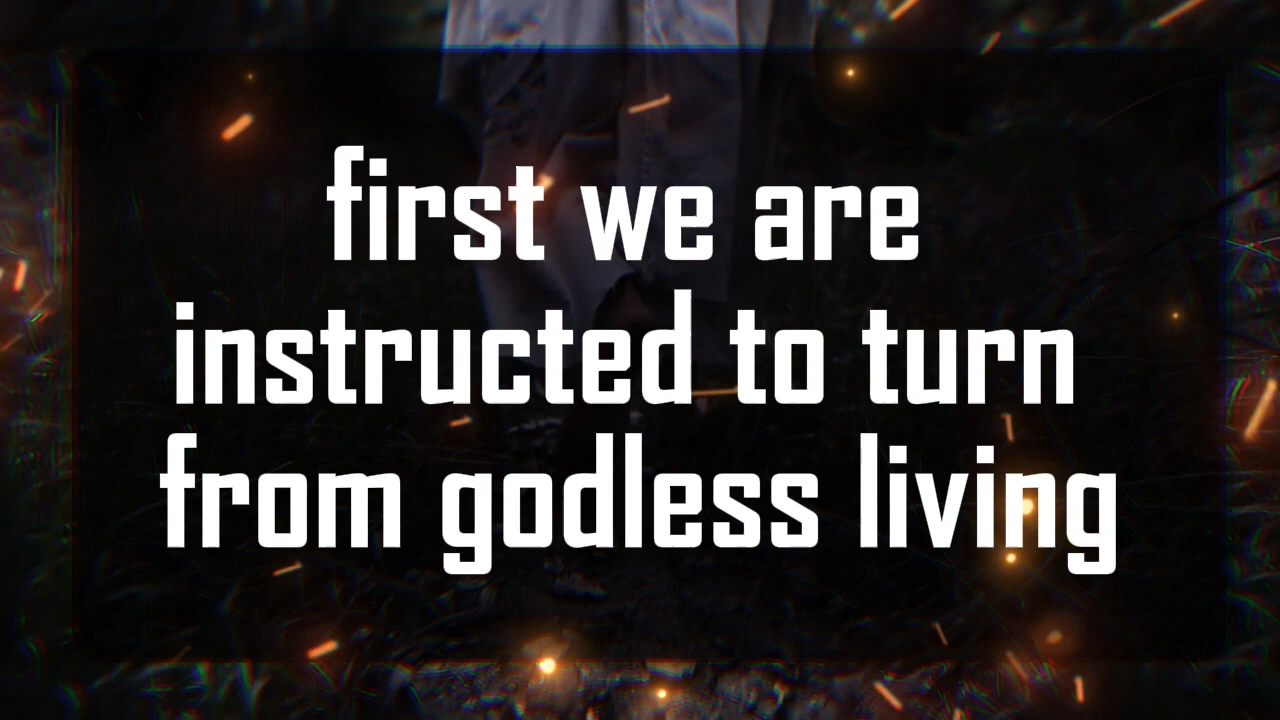 first we are
instructed to turn
from godless living